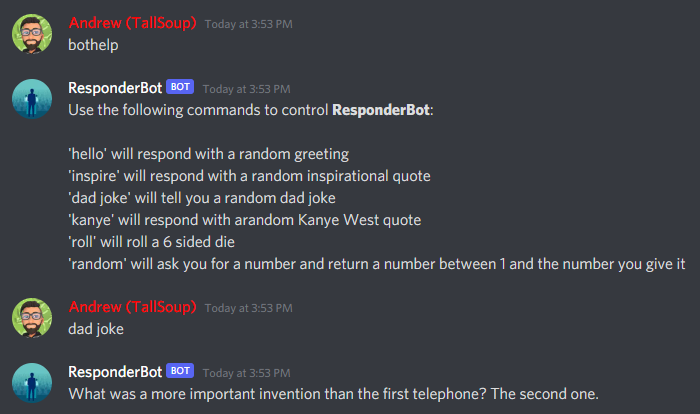 Andrew (TallSoup) Today at 3:53 PM
bothelp
ResponderBot BOT Today at 3:53 PM
Use the following commands to control ResponderBot:
'hello' will respond with a random greeting
'inspire' will respond with a random inspirational quote
'dad joke' will tell you a random dad joke
'kanye' will respond with arandom Kanye West quote
'roll' will roll a 6 sided die
'random' will ask you for a number and return a number between 1 and the number you give it
Andrew (TallSoup) Today at 3:53 PM
dad joke
ResponderBot BOT Today at 3:53 PM
What was a more important invention than the first telephone? The second one.